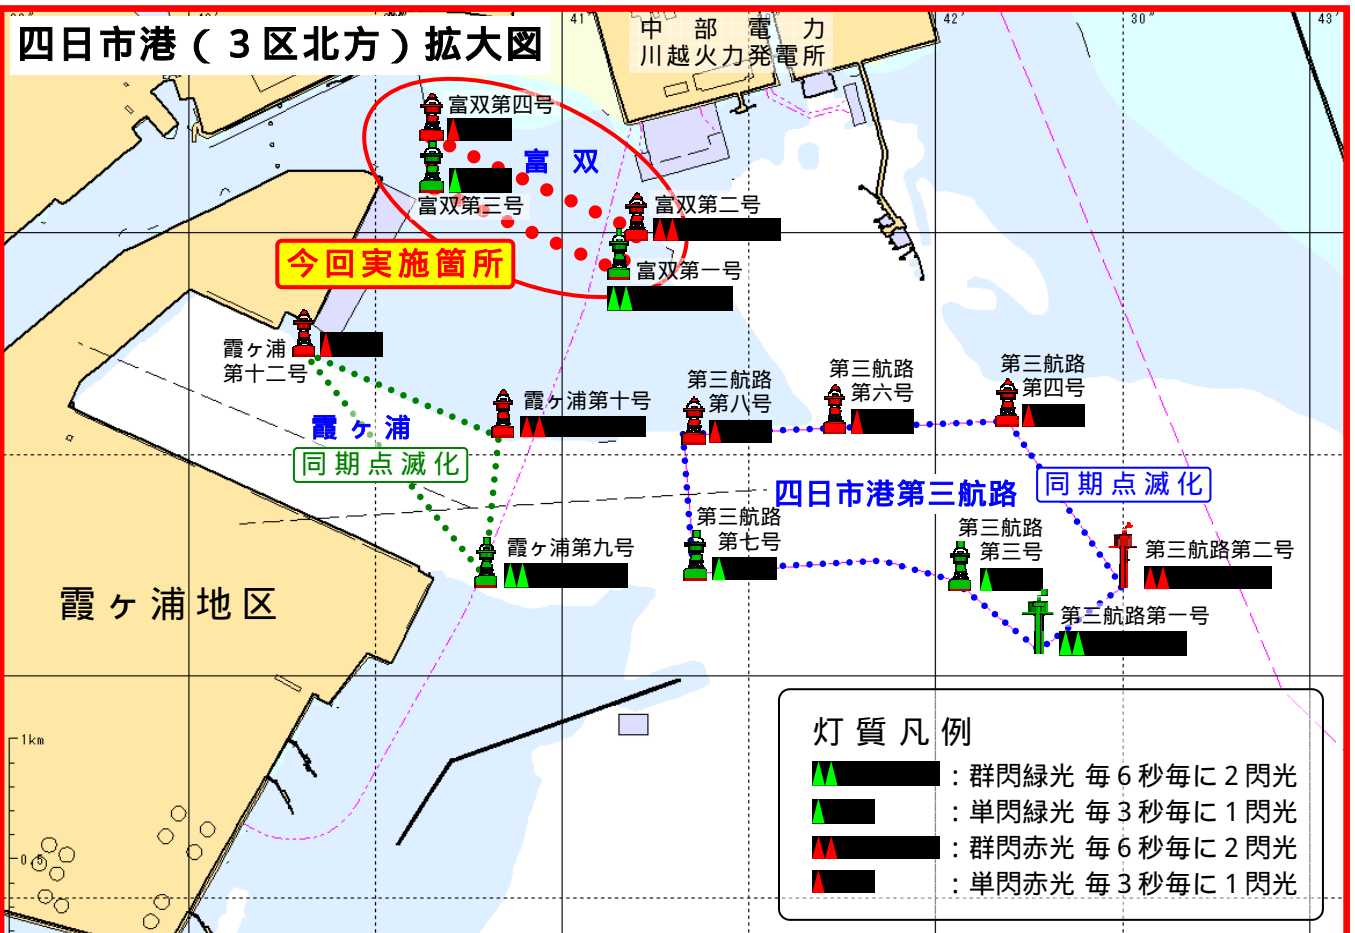 41'
42'
30"
43'
四日市港（３区北方）拡大図
中部電力
川越火力発電所
富双第四号
富双
富双第三号
富双第二号
今回実施箇所
富双第一号
霞ヶ浦
第十二号
第三航路
第八号
第三航路
第六号
第三航路
第四号
霞ヶ浦第十号
霞ヶ浦
同期点滅化
四日市港第三航路
同期点滅化
第三航路
第七号
第三航路
第三号
霞ヶ浦第九号
第三航路第二号
霞ヶ浦地区
第三航路第一号
灯質凡例
：群閃緑光 毎６秒毎に２閃光
：単閃緑光 毎３秒毎に１閃光
：群閃赤光 毎６秒毎に２閃光
：単閃赤光 毎３秒毎に１閃光
1km
0.5